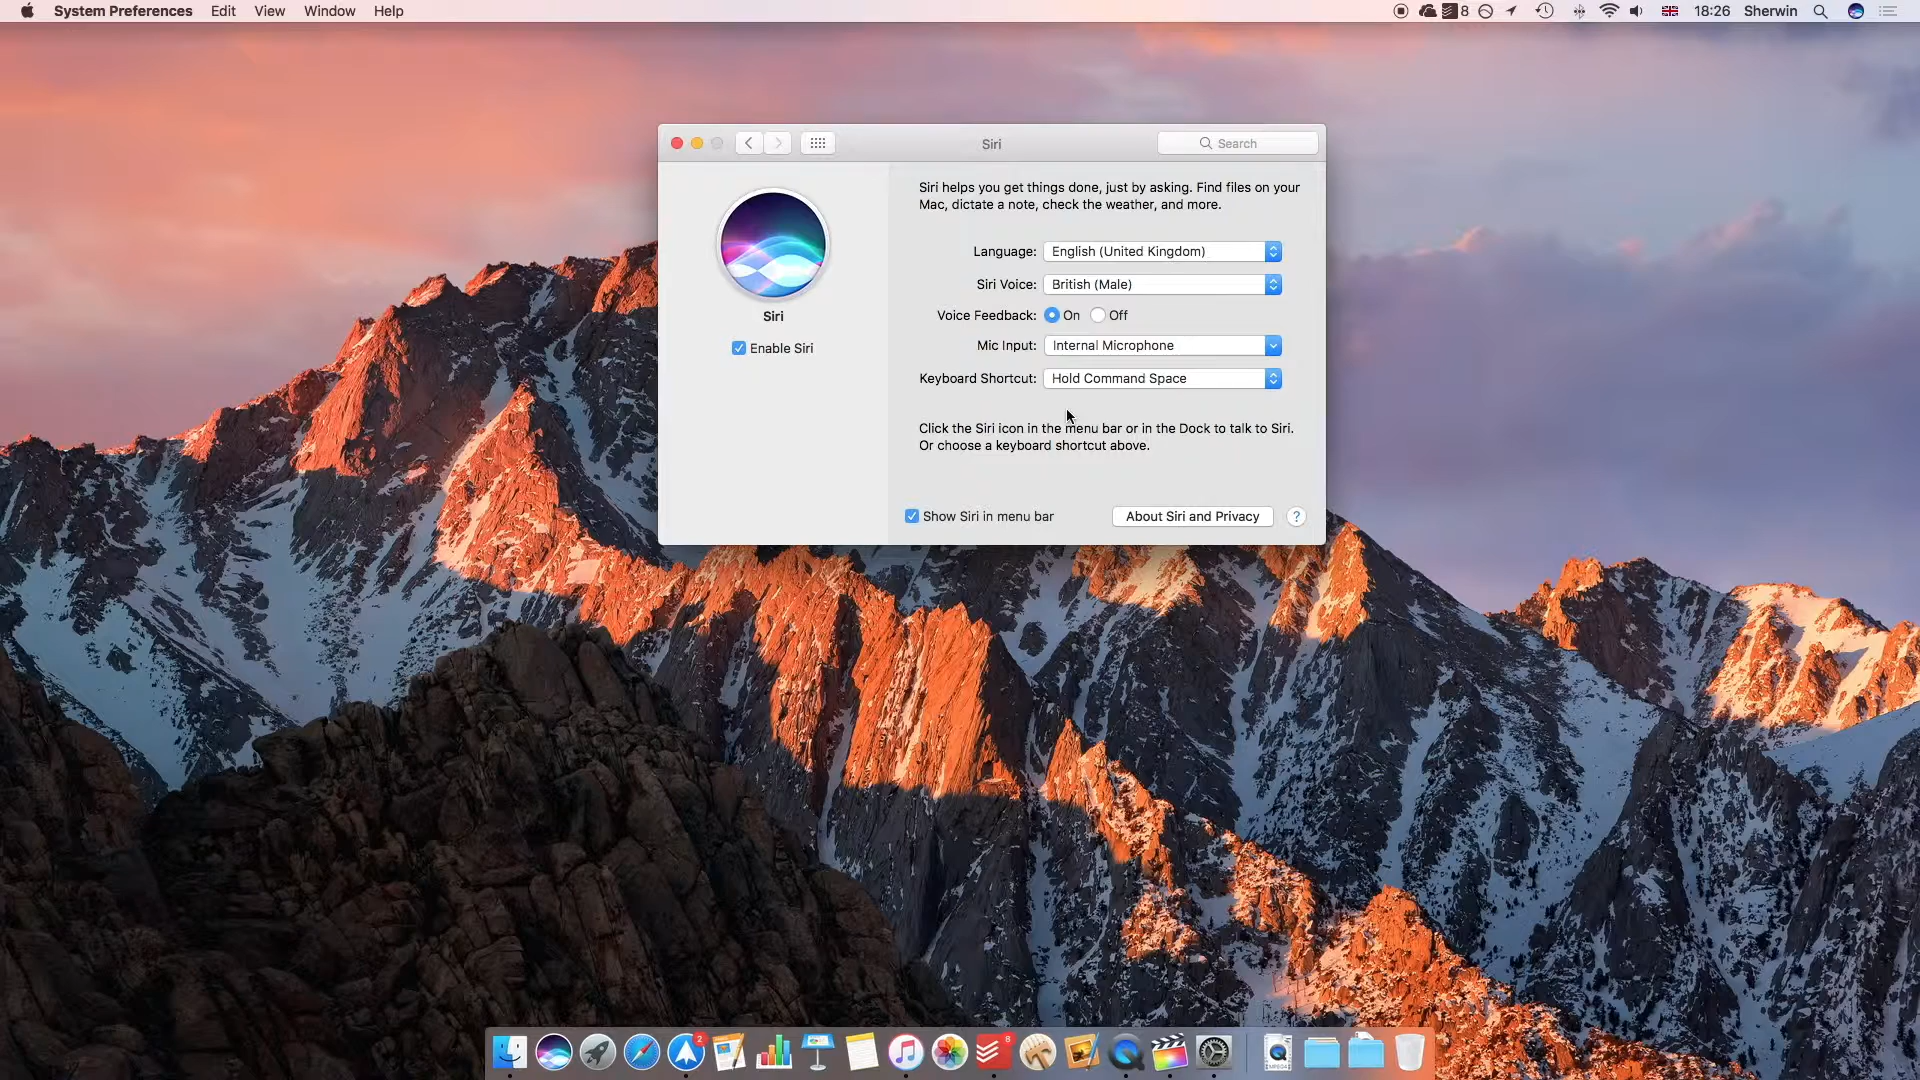 System Preferences Edit View Window Help
8 18:26 Sherwin
Siri
Search
Siri helps you get things done, just by asking. Find files on your
Mac, dictate a note, check the weather, and more.
Language: English (United Kingdom)
Siri Voice: British (Male)
Voice Feedback: On Off
Mic Input: Internal Microphone
Keyboard Shortcut: Hold Command Space
Siri
Enable Siri
Click the Siri icon in the menu bar or in the Dock to talk to Siri.
Or choose a keyboard shortcut above.
Show Siri in menu bar About Siri and Privacy ?
2
8